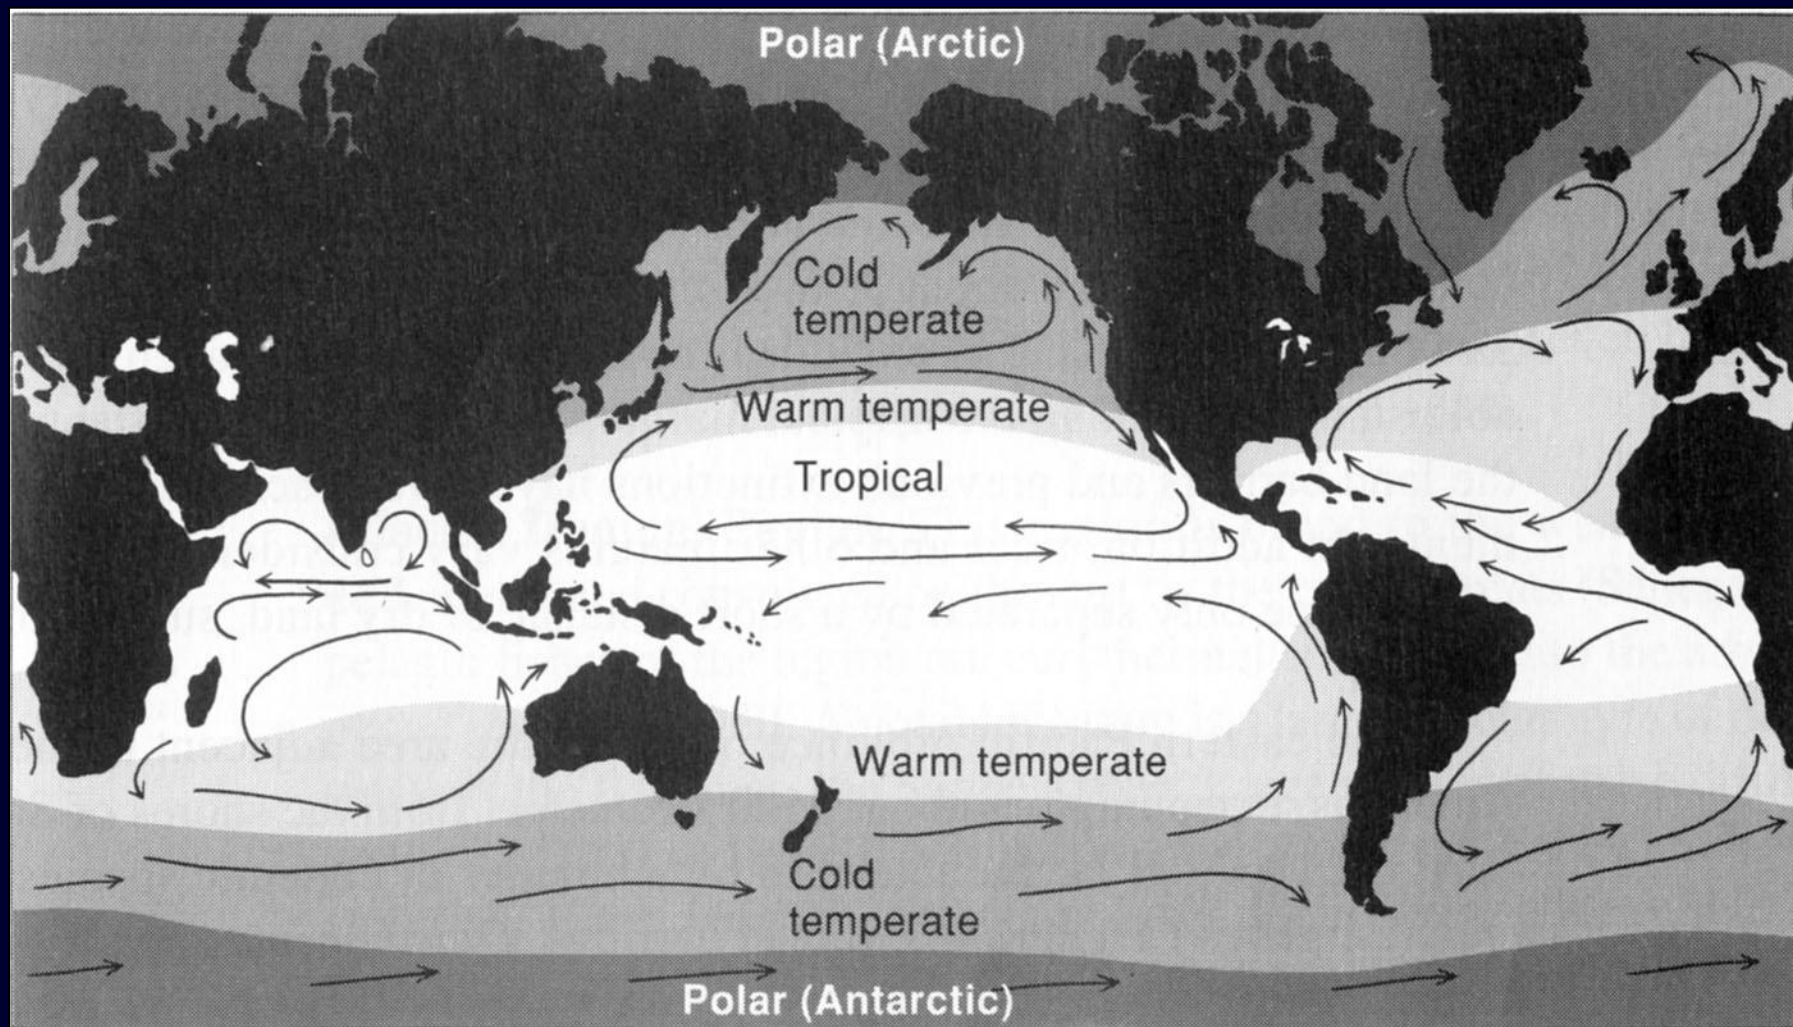 Polar (Arctic)
Cold
temperate
Warm temperate
Tropical
Warm temperate
Cold
temperate
Polar (Antarctic)